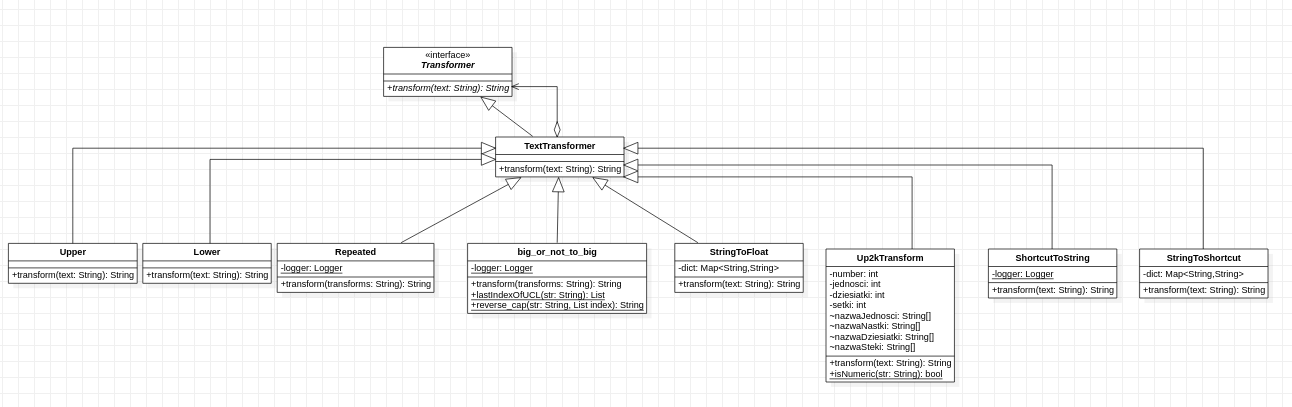 «interface»
Transformer
+transform(text: String): String
TextTransformer
+transform(text: String): String
Upper
+transform(text: String): String
Lower
+transform(text: String): String
Repeated
-logger: Logger
+transform(transforms: String): String
big_or_not_to_big
-logger: Logger
+transform(transforms: String): String
+lastIndexOfUCL(str: String): List
+reverse_cap(str: String, List index): String
StringToFloat
-dict: Map<String,String>
+transform(text: String): String
Up2kTransform
-number: int
-jednosci: int
-dziesiatki: int
-setki: int
~nazwaJednosci: String[]
~nazwaNastki: String[]
~nazwaDziesiatki: String[]
~nazwaSteki: String[]
+transform(text: String): String
+isNumeric(str: String): bool
ShortcutToString
-logger: Logger
+transform(text: String): String
StringToShortcut
-dict: Map<String,String>
+transform(text: String): String